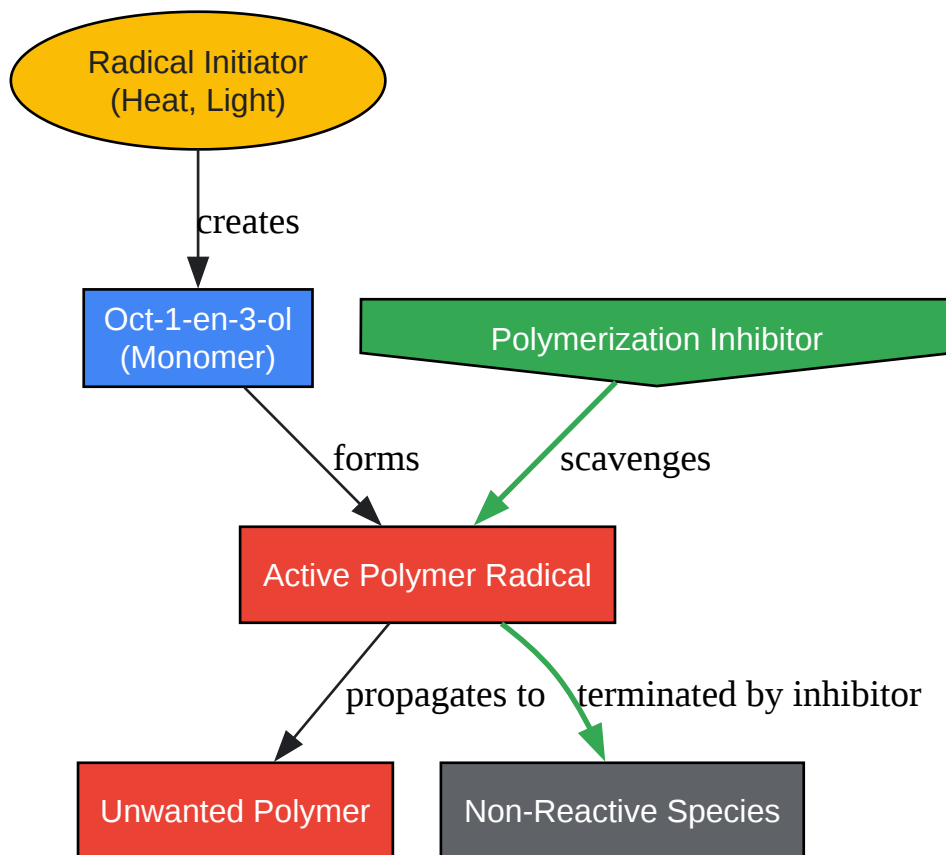 Radical Initiator
(Heat, Light)
creates
Oct-1-en-3-ol
(Monomer)
Polymerization Inhibitor
forms
scavenges
Active Polymer Radical
propagates to
terminated by inhibitor
Unwanted Polymer
Non-Reactive Species